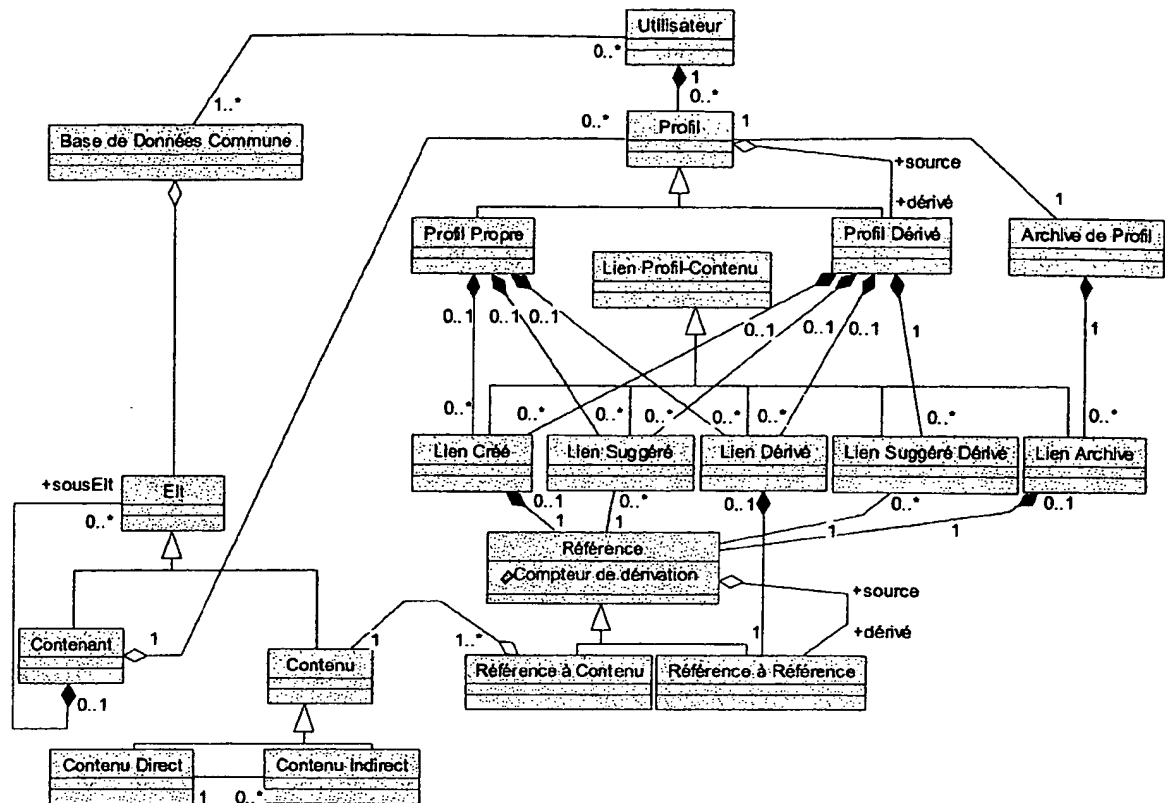 Utilisateur
0..*
1
0..*
1..*
Base de Données Commune
0..*
Profil
1
+source
+dérivé
1
Profil Propre
Profil Dérivé
Archive de Profil
Lien Profil-Contenu
0..1
0..1
0..1
0..1
0..1
0..1
1
1
0..*
0..*
0..*
0..*
0..*
0..*
0..*
0..*
Lien Créé
Lien Suggéré
Lien Dérivé
Lien Suggéré Dérivé
Lien Archive
+sousElt
0..*
Elt
0..1
1
0..*
1
0..1
0..*
1
1
0..1
Référence
Compteur de dérivation
+source
+dérivé
Contenant
1
0..1
Contenu
1
1..*
1
Référence à Contenu
Référence à Référence
Contenu Direct
Contenu Indirect
1
0..*